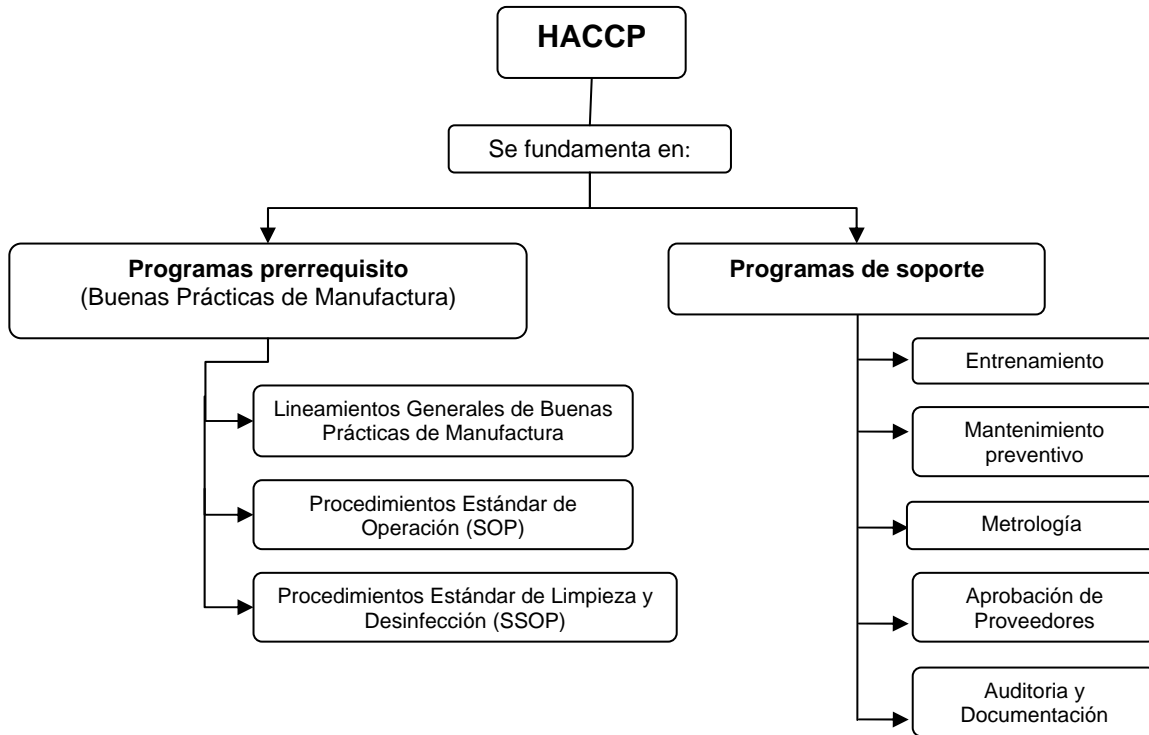 HACCP
Se fundamenta en:
Programas prerrequisito
(Buenas Prácticas de Manufactura)
Lineamientos Generales de Buenas
Prácticas de Manufactura
Procedimientos Estándar de
Operación (SOP)
Procedimientos Estándar de Limpieza y
Desinfección (SSOP)
Programas de soporte
Entrenamiento
Mantenimiento
preventivo
Metrología
Aprobación de
Proveedores
Auditoria y
Documentación